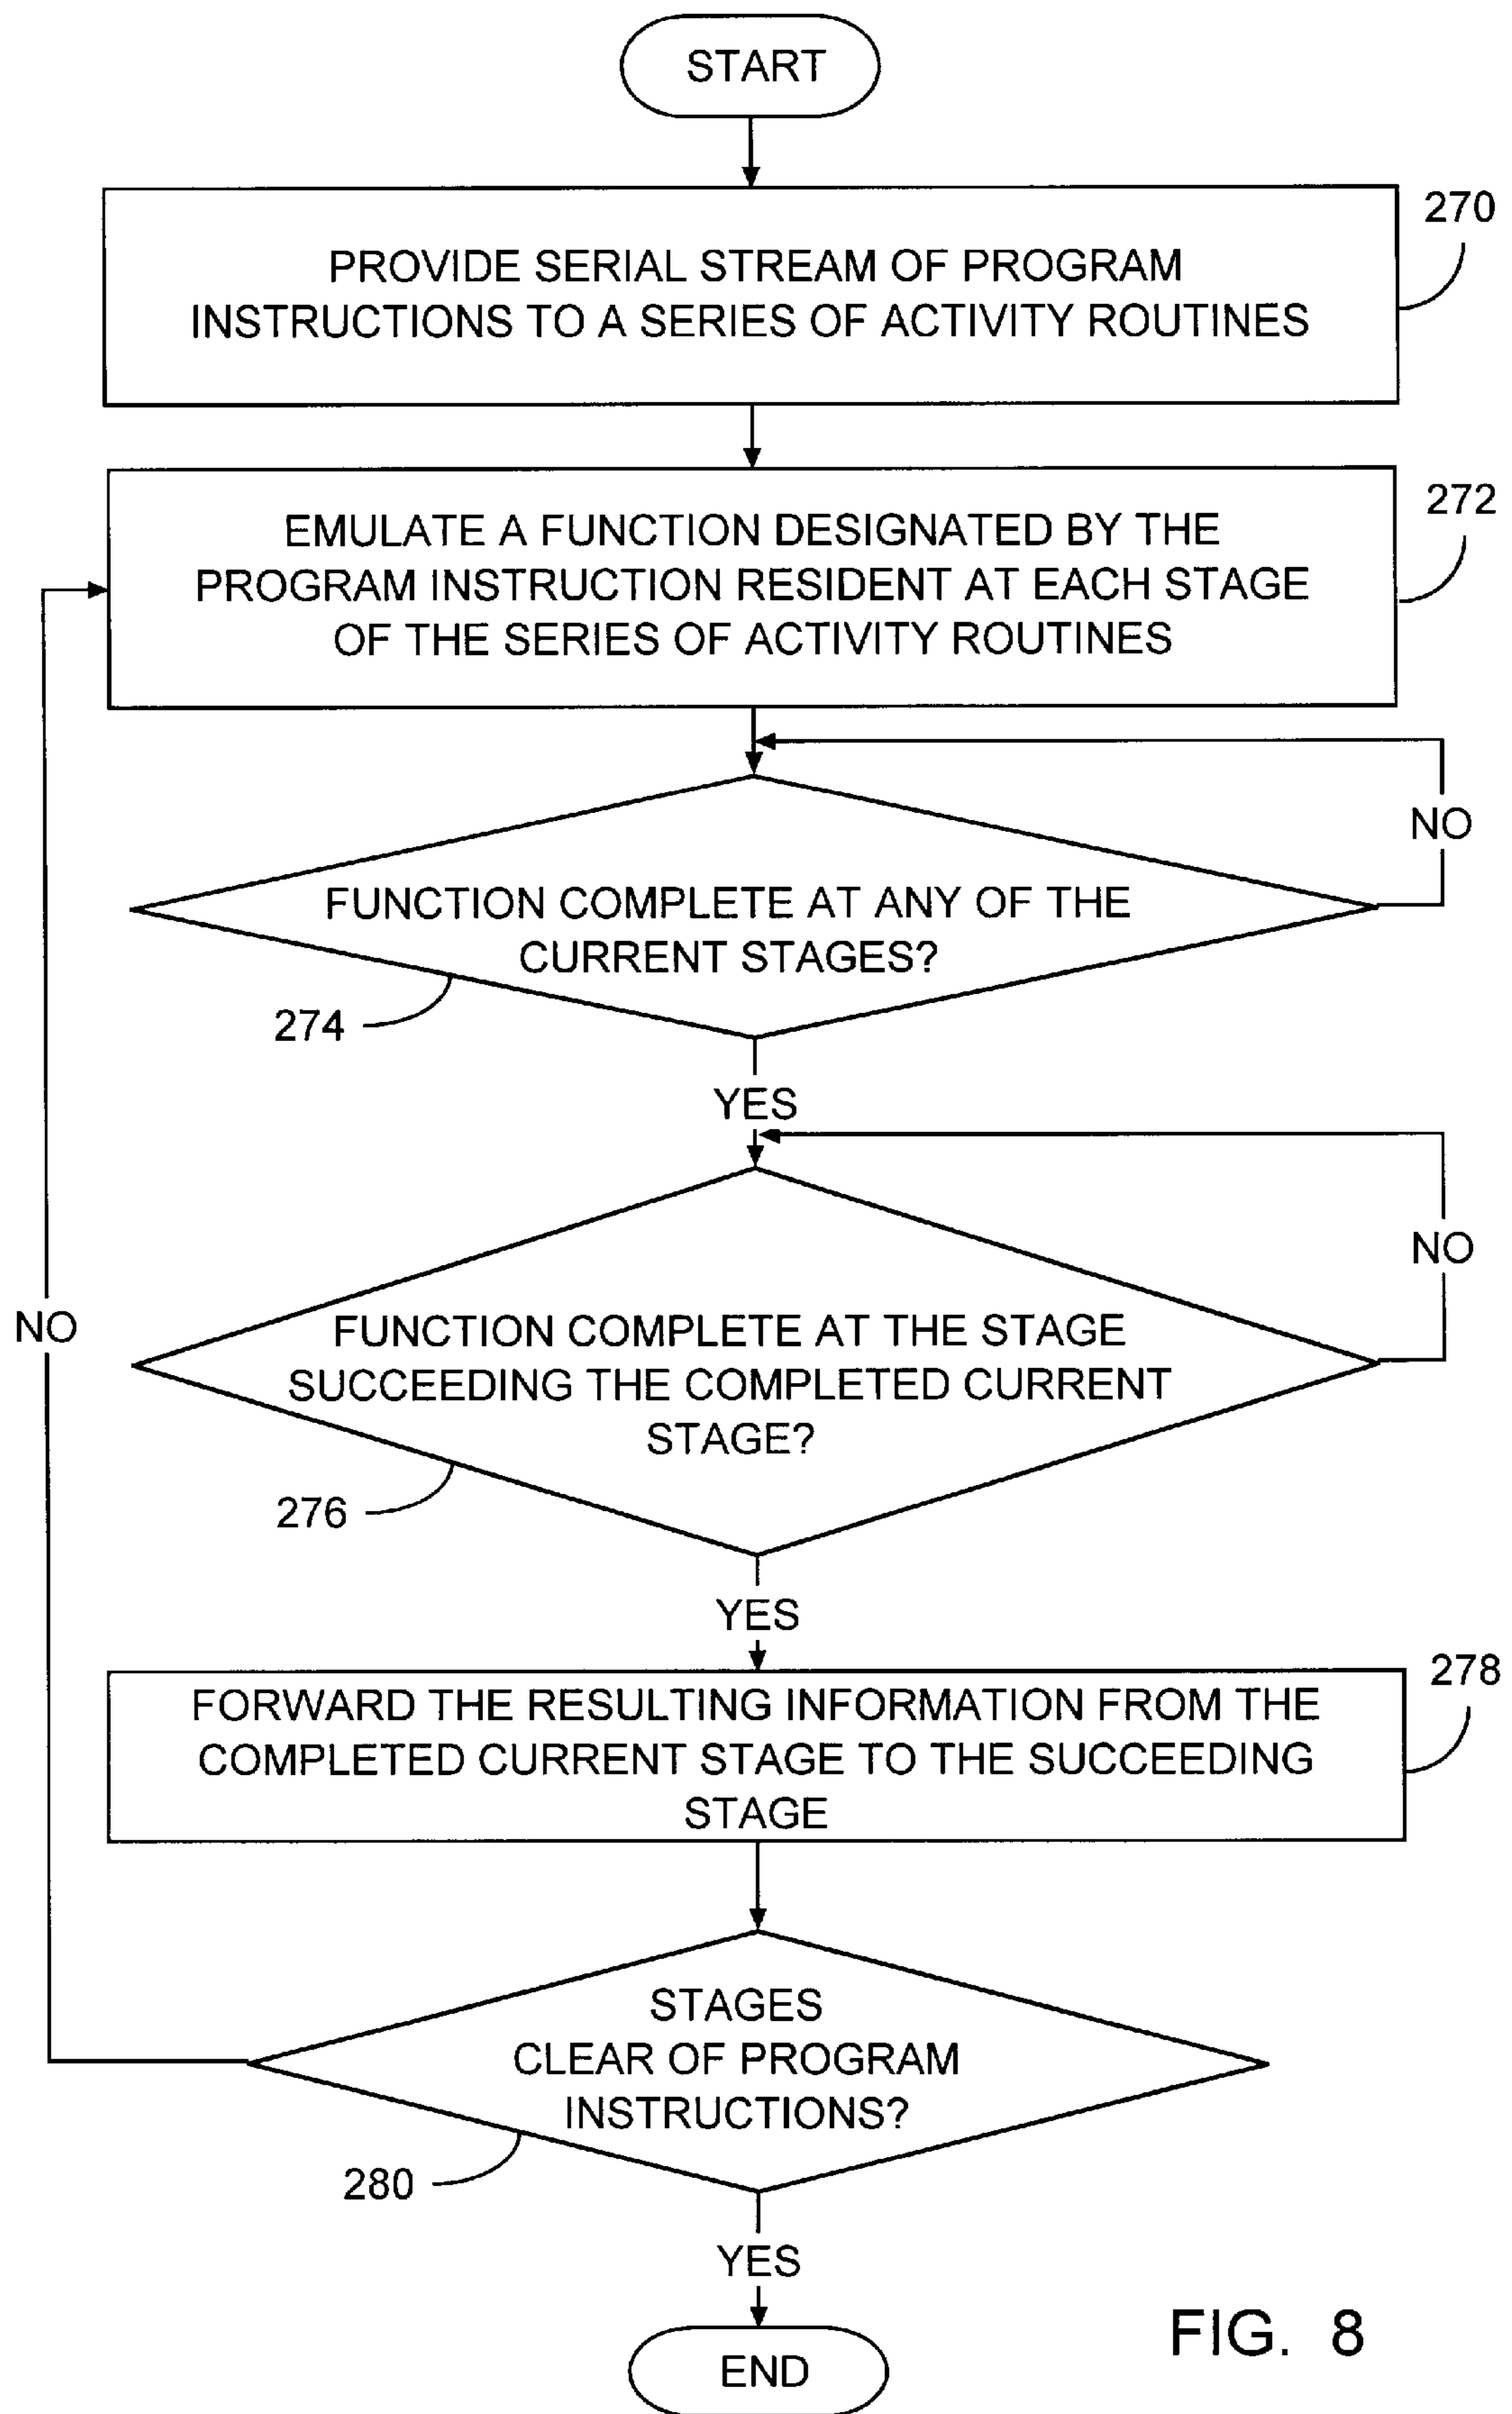 START
270
PROVIDE SERIAL STREAM OF PROGRAM
INSTRUCTIONS TO A SERIES OF ACTIVITY ROUTINES
272
EMULATE A FUNCTION DESIGNATED BY THE
PROGRAM INSTRUCTION RESIDENT AT EACH STAGE
OF THE SERIES OF ACTIVITY ROUTINES
NO
FUNCTION COMPLETE AT ANY OF THE
CURRENT STAGES?
274
YES
NO
NO
FUNCTION COMPLETE AT THE STAGE
SUCCEEDING THE COMPLETED CURRENT
STAGE?
276
YES
278
FORWARD THE RESULTING INFORMATION FROM THE
COMPLETED CURRENT STAGE TO THE SUCCEEDING
STAGE
STAGES
CLEAR OF PROGRAM
INSTRUCTIONS?
280
YES
END
FIG. 8